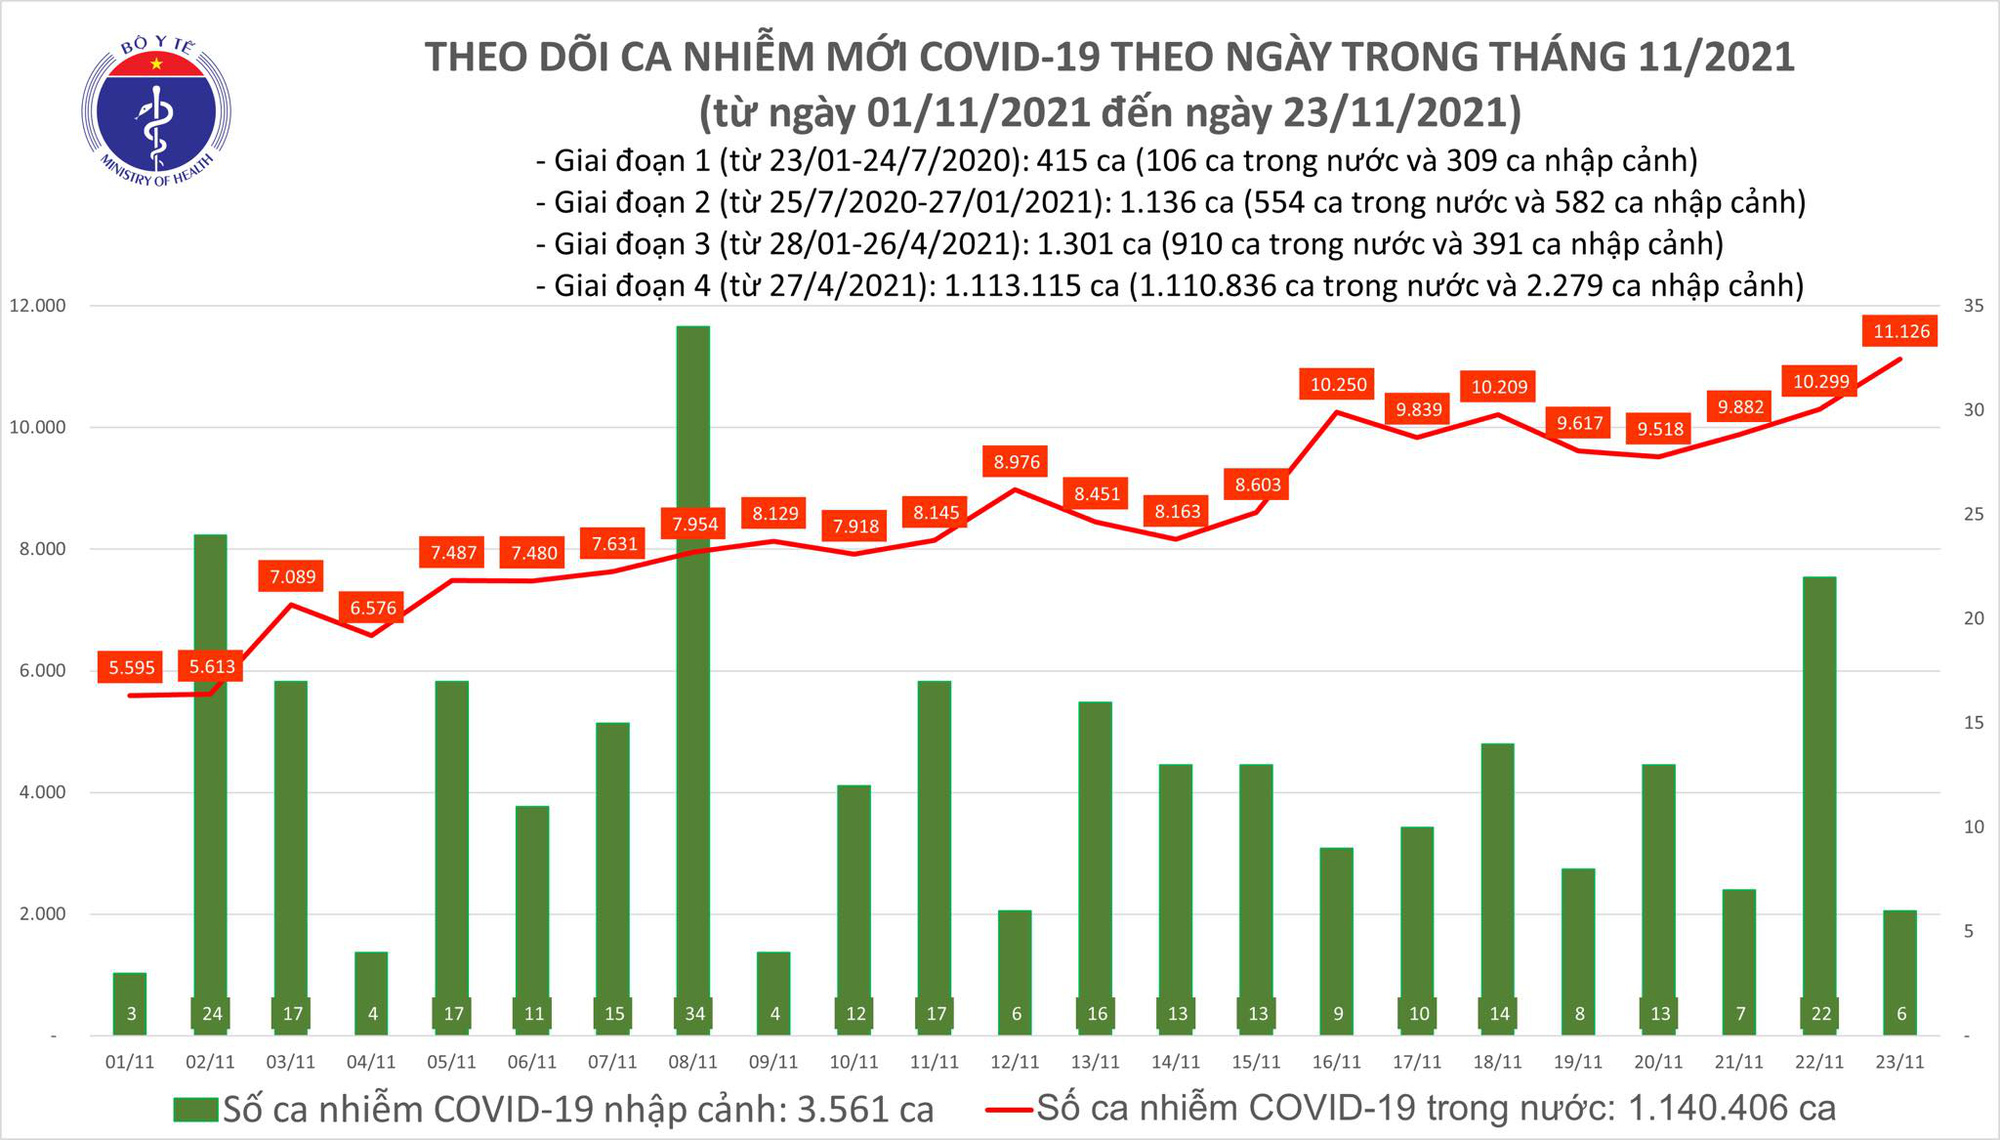 BỘ Y TẾ
MINISTRY OF HEALTH
THEO DÕI CA NHIỄM MỚI COVID-19 THEO NGÀY TRONG THÁNG 11/2021
(từ ngày 01/11/2021 đến ngày 23/11/2021)
- Giai đoạn 1 (từ 23/01-24/7/2020): 415 ca (106 ca trong nước và 309 ca nhập cảnh)
- Giai đoạn 2 (từ 25/7/2020-27/01/2021): 1.136 ca (554 ca trong nước và 582 ca nhập cảnh)
- Giai đoạn 3 (từ 28/01-26/4/2021): 1.301 ca (910 ca trong nước và 391 ca nhập cảnh)
- Giai đoạn 4 (từ 27/4/2021): 1.113.115 ca (1.110.836 ca trong nước và 2.279 ca nhập cảnh)
12.000
10.000
8.000
6.000
4.000
2.000
-
35
30
25
20
15
10
5
-
5.595 5.613 7.089 6.576 7.487 7.480 7.631 7.954 8.129 7.918 8.145 8.976 8.451 8.163 8.603 10.250 9.839 10.209 9.617 9.518 9.882 10.299 11.126
3 24 17 4 17 11 15 34 4 12 17 6 16 13 13 9 10 14 8 13 7 22 6
01/11 02/11 03/11 04/11 05/11 06/11 07/11 08/11 09/11 10/11 11/11 12/11 13/11 14/11 15/11 16/11 17/11 18/11 19/11 20/11 21/11 22/11 23/11
Số ca nhiễm COVID-19 nhập cảnh: 3.561 ca
Số ca nhiễm COVID-19 trong nước: 1.140.406 ca